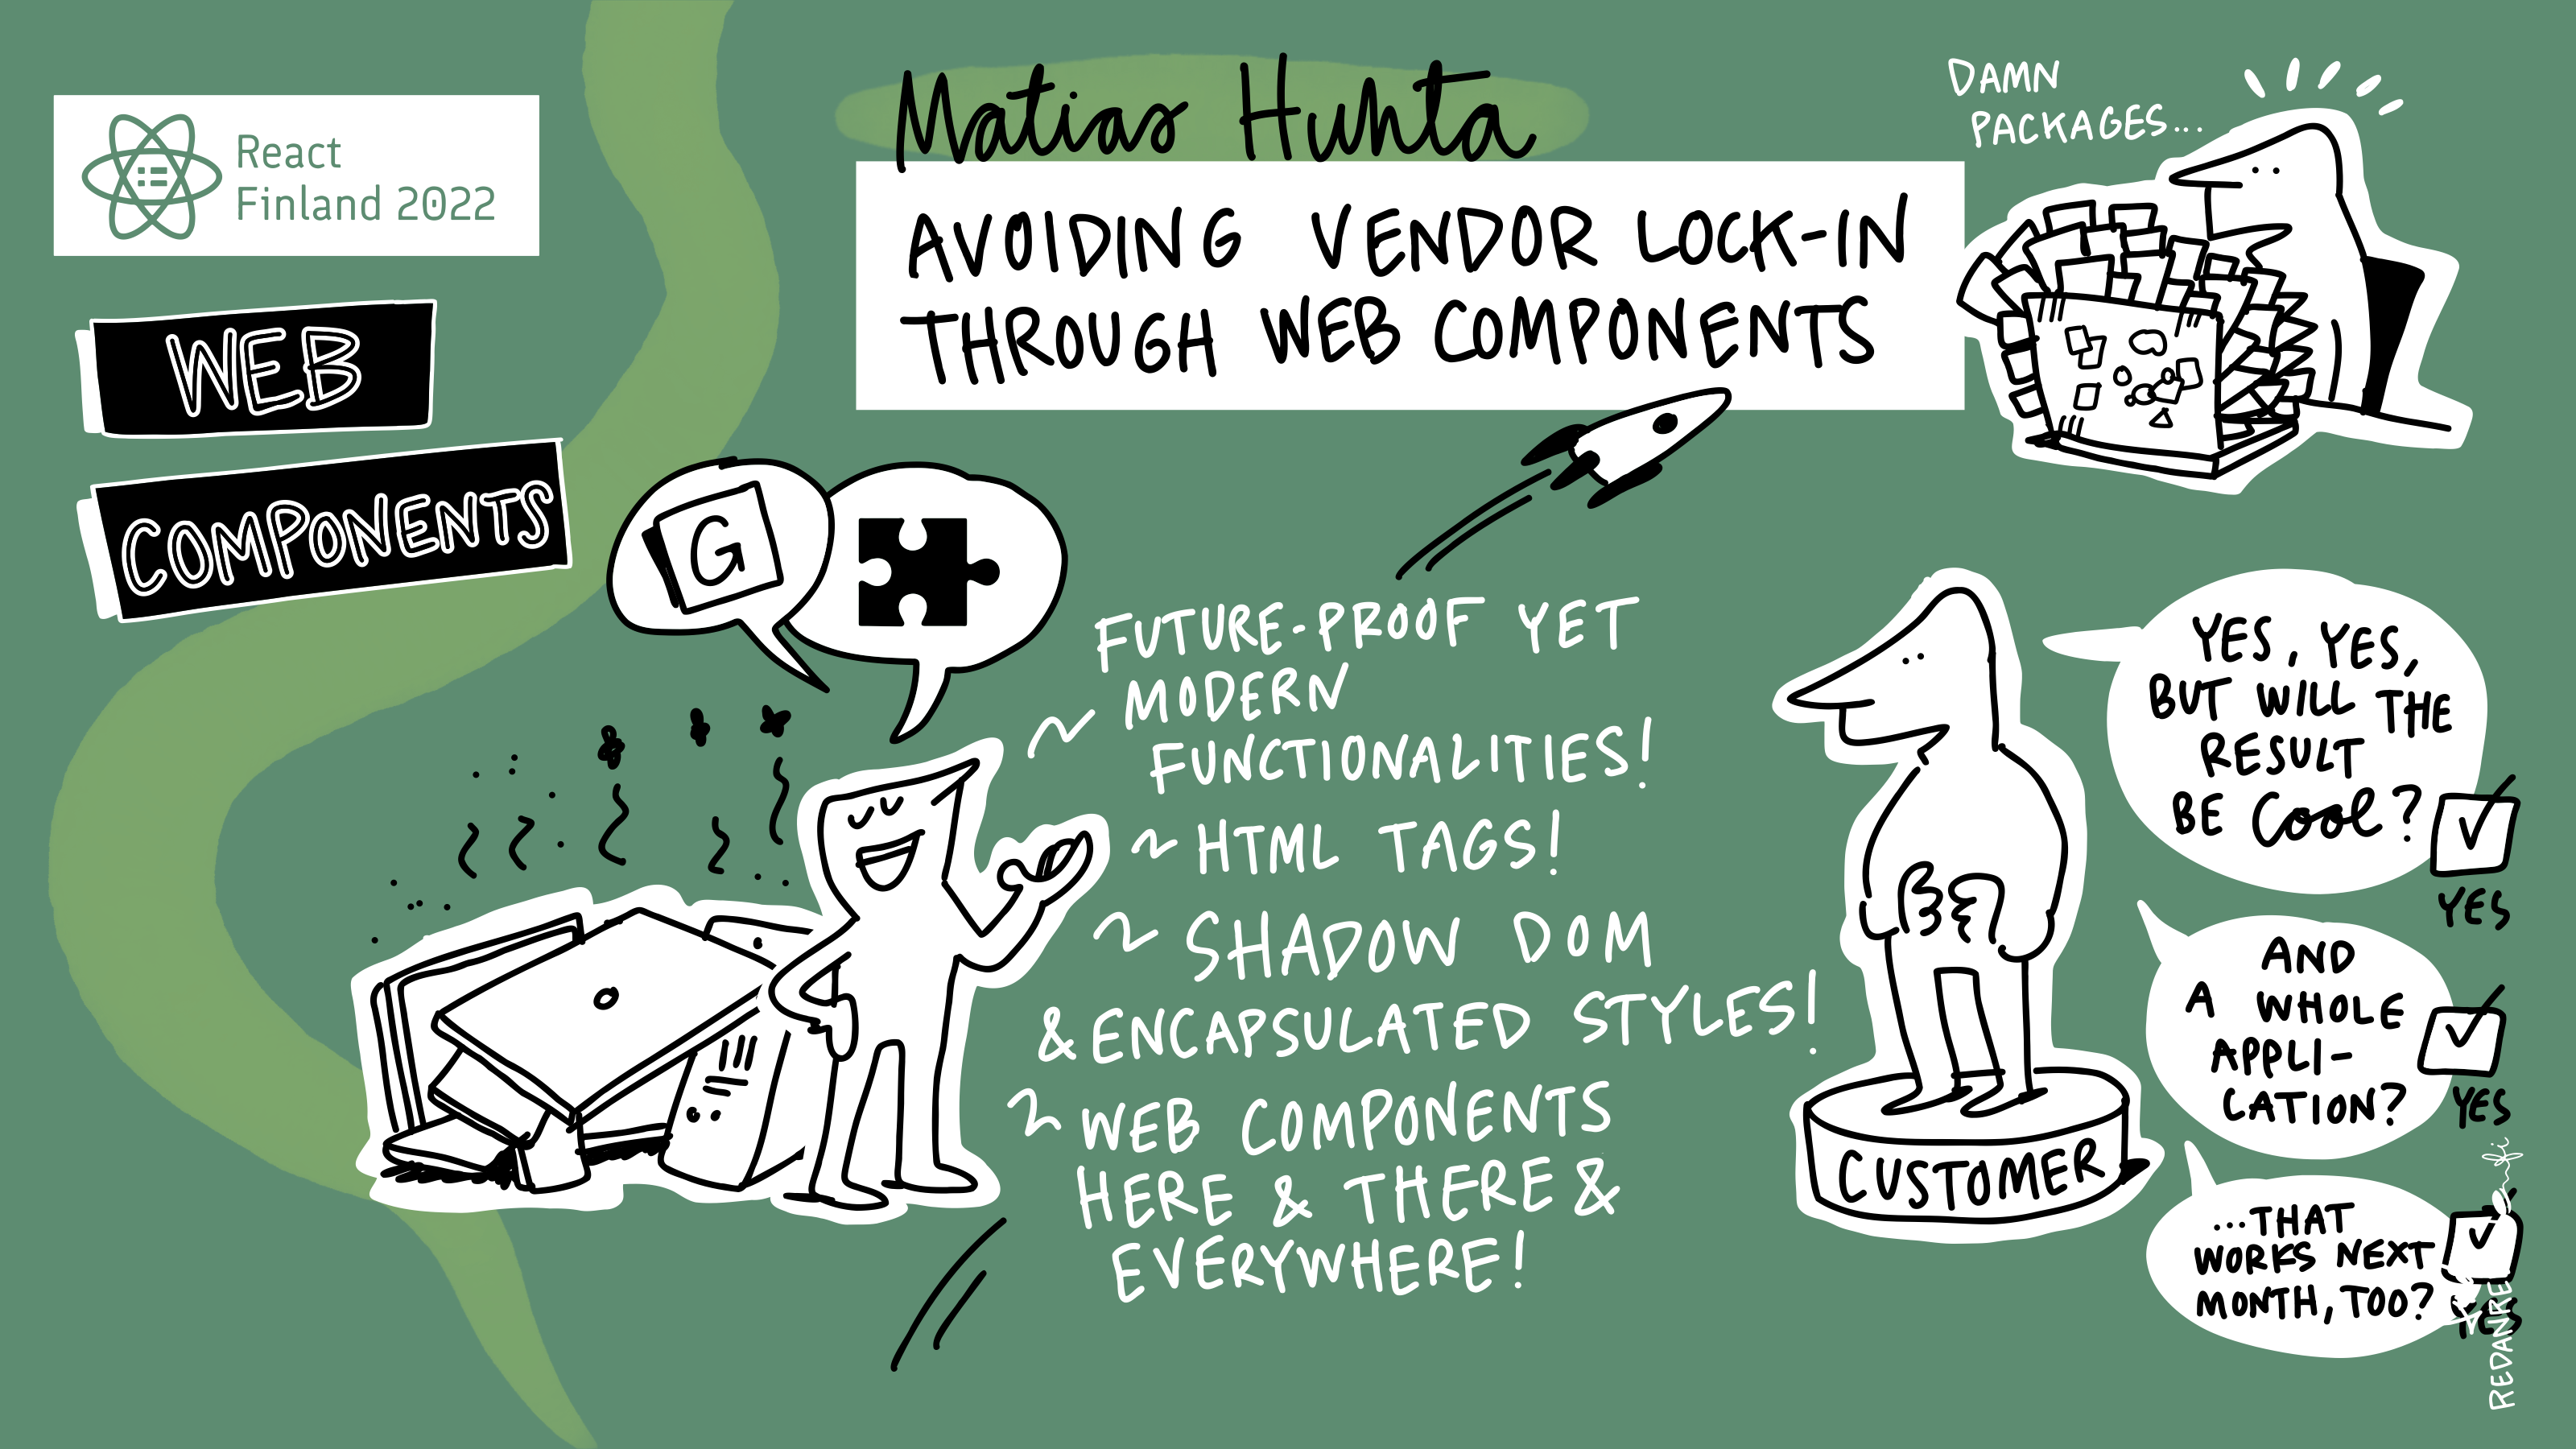 React
Finland 2022
Matias Huhta
AVOIDING VENDOR LOCK-IN
THROUGH WEB COMPONENTS
DAMN
PACKAGES...
WEB
COMPONENTS
G
FUTURE-PROOF YET
~ MODERN
FUNCTIONALITIES!
~ HTML TAGS!
~ SHADOW DOM
& ENCAPSULATED STYLES!
~ WEB COMPONENTS
HERE & THERE &
EVERYWHERE!
CUSTOMER
YES, YES,
BUT WILL THE
RESULT
BE Cool?
YES
AND
A WHOLE
APPLI-
CATION?
YES
...THAT
WORKS NEXT
MONTH, TOO?
YES
REDANRE